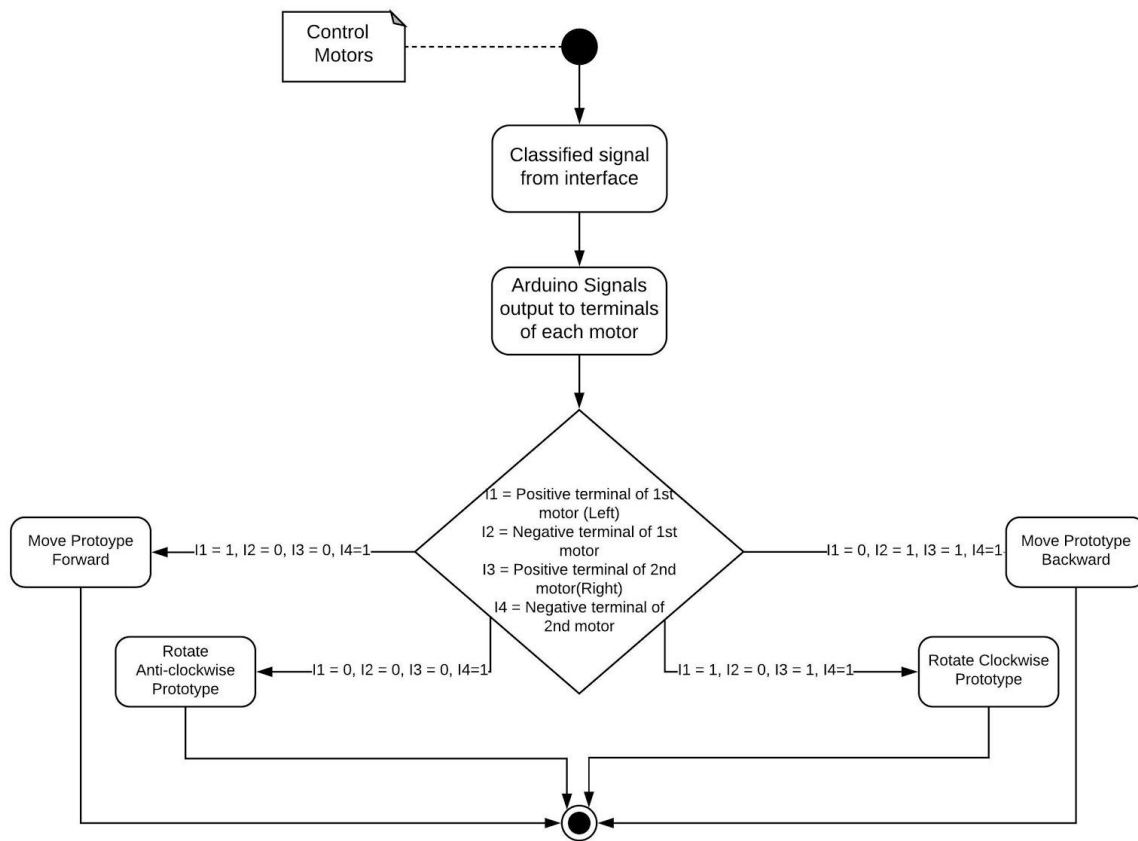 Control
Motors
Classified signal
from interface
Arduino Signals
output to terminals
of each motor
I1 = Positive terminal of 1st
motor (Left)
I2 = Negative terminal of 1st
motor
I3 = Positive terminal of 2nd
motor(Right)
I4 = Negative terminal of
2nd motor
Move Protoype
Forward
I1 = 1, I2 = 0, I3 = 0, I4=1
I1 = 0, I2 = 1, I3 = 1, I4=1
Move Prototype
Backward
Rotate
Anti-clockwise
Prototype
I1 = 0, I2 = 0, I3 = 0, I4=1
I1 = 1, I2 = 0, I3 = 1, I4=1
Rotate Clockwise
Prototype